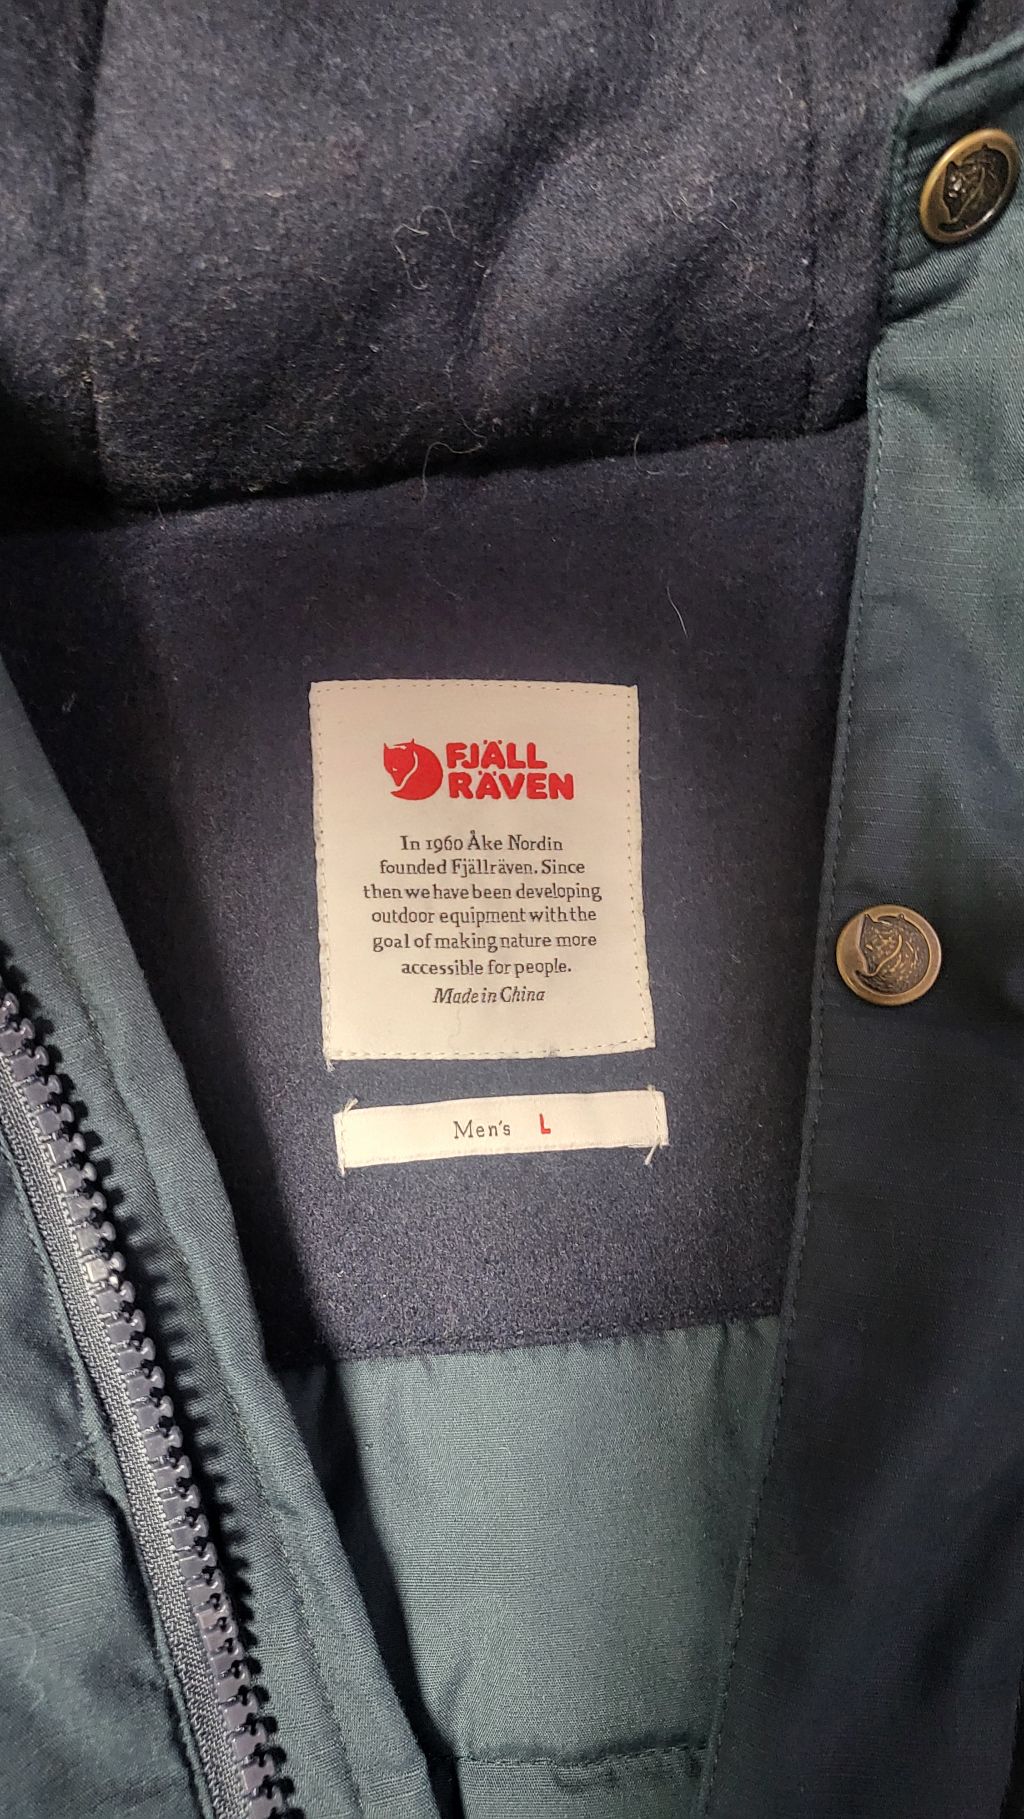 FJÄLL
RÄVEN
In 1960 Åke Nordin
founded Fjällräven. Since
then we have been developing
outdoor equipment with the
goal of making nature more
accessible for people.
Made in China
Men's L